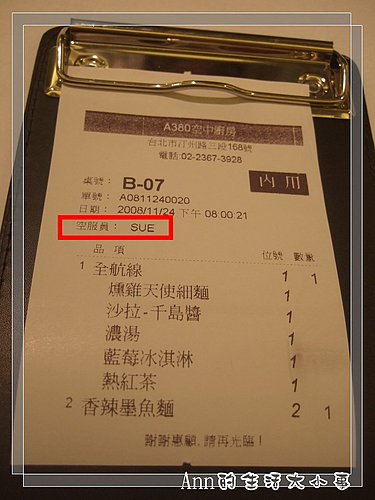 A380空中廚房
台北市汀州路三段168號
電話:02-2367-3928
桌號： B-07 內用
單號： A0811240020
日期： 2008/11/24 下午 08:00:21
空服員： SUE
品 項 位號 數量
1 全航線 1 1
燻雞天使細麵 1
沙拉-千島醬 1
濃湯 1
藍莓冰淇淋 1
熱紅茶 1
2 香辣墨魚麵 2 1
謝謝惠顧,請再光臨！
Ann的生活大小事